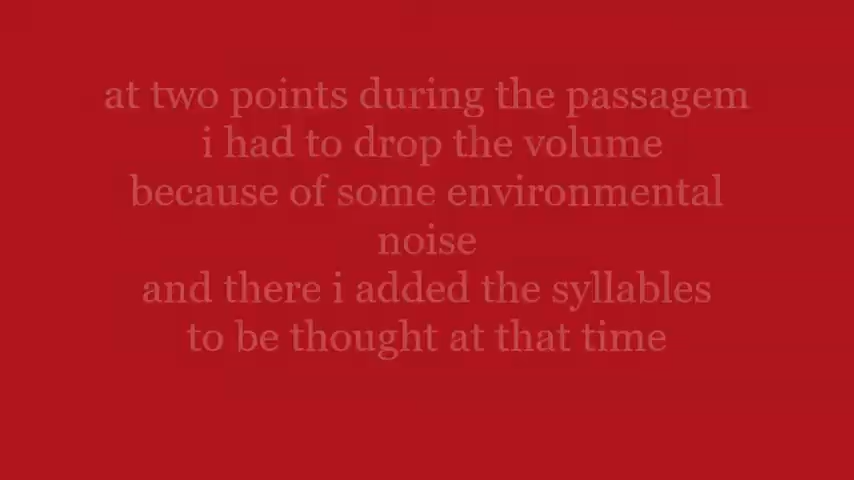 at two points during the passagem
i had to drop the volume
because of some environmental
noise
and there i added the syllables
to be thought at that time